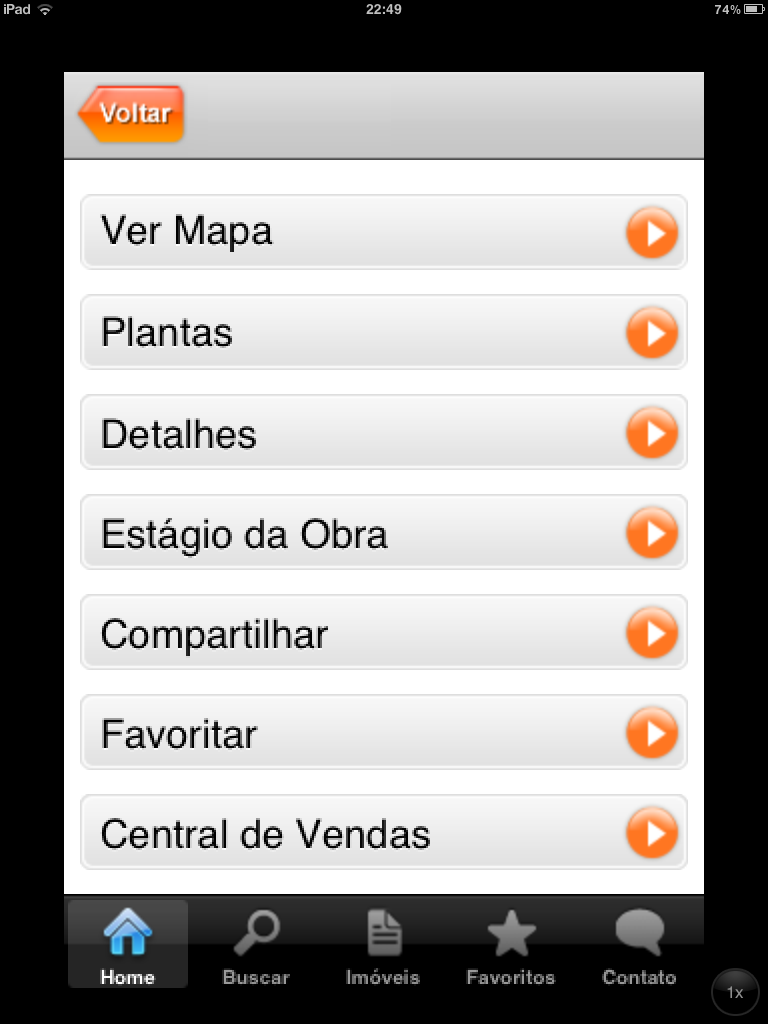 iPad 22:49 74%
Voltar
Ver Mapa
Plantas
Detalhes
Estágio da Obra
Compartilhar
Favoritar
Central de Vendas
Home Buscar Imóveis Favoritos Contato
1x